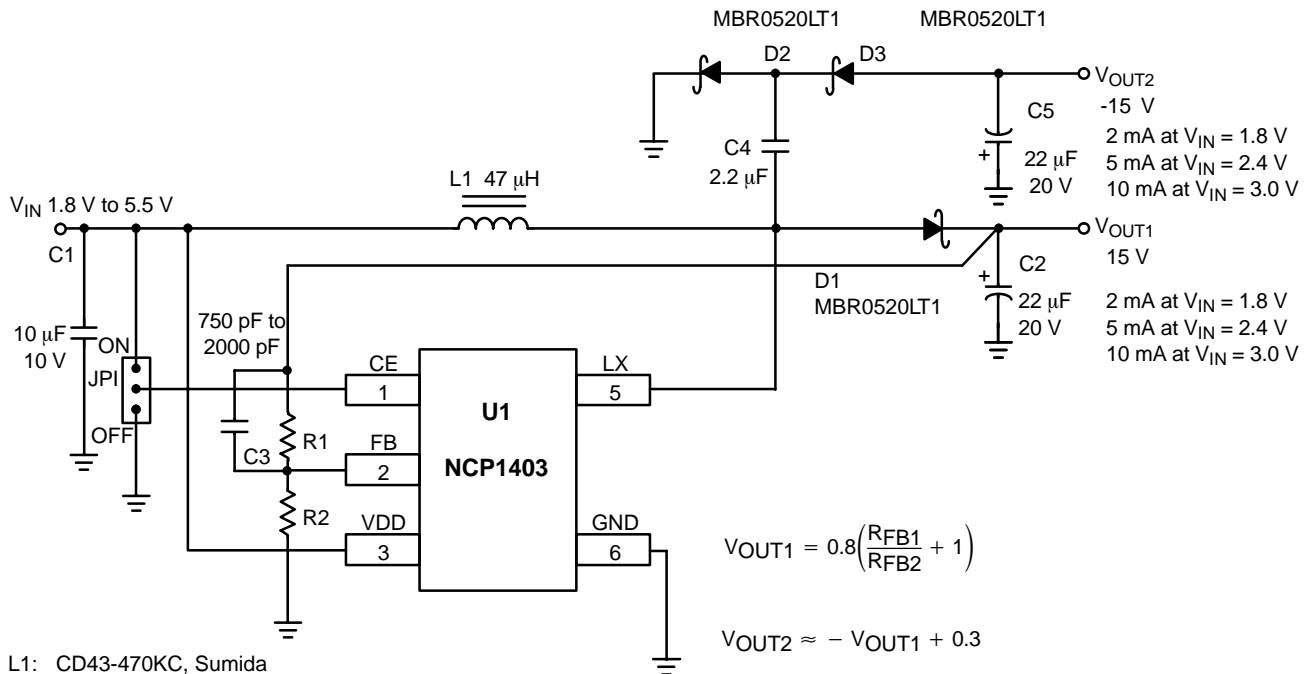 MBR0520LT1
MBR0520LT1
D2
D3
VOUT2
-15 V
C5
2 mA at VIN = 1.8 V
C4
22 μF
5 mA at VIN = 2.4 V
2.2 μF
+
20 V
10 mA at VIN = 3.0 V
L1 47 μH
VIN 1.8 V to 5.5 V
VOUT1
15 V
C1
C2
D1
+
MBR0520LT1
22 μF
20 V
2 mA at VIN = 1.8 V
5 mA at VIN = 2.4 V
10 mA at VIN = 3.0 V
750 pF to
2000 pF
10 μF
10 V
ON
JPI
OFF
CE
1
LX
5
U1
NCP1403
R1
C3
FB
2
R2
VDD
3
GND
6
VOUT1 = 0.8(RFB1/RFB2 + 1)
VOUT2 ≈ − VOUT1 + 0.3
L1: CD43-470KC, Sumida